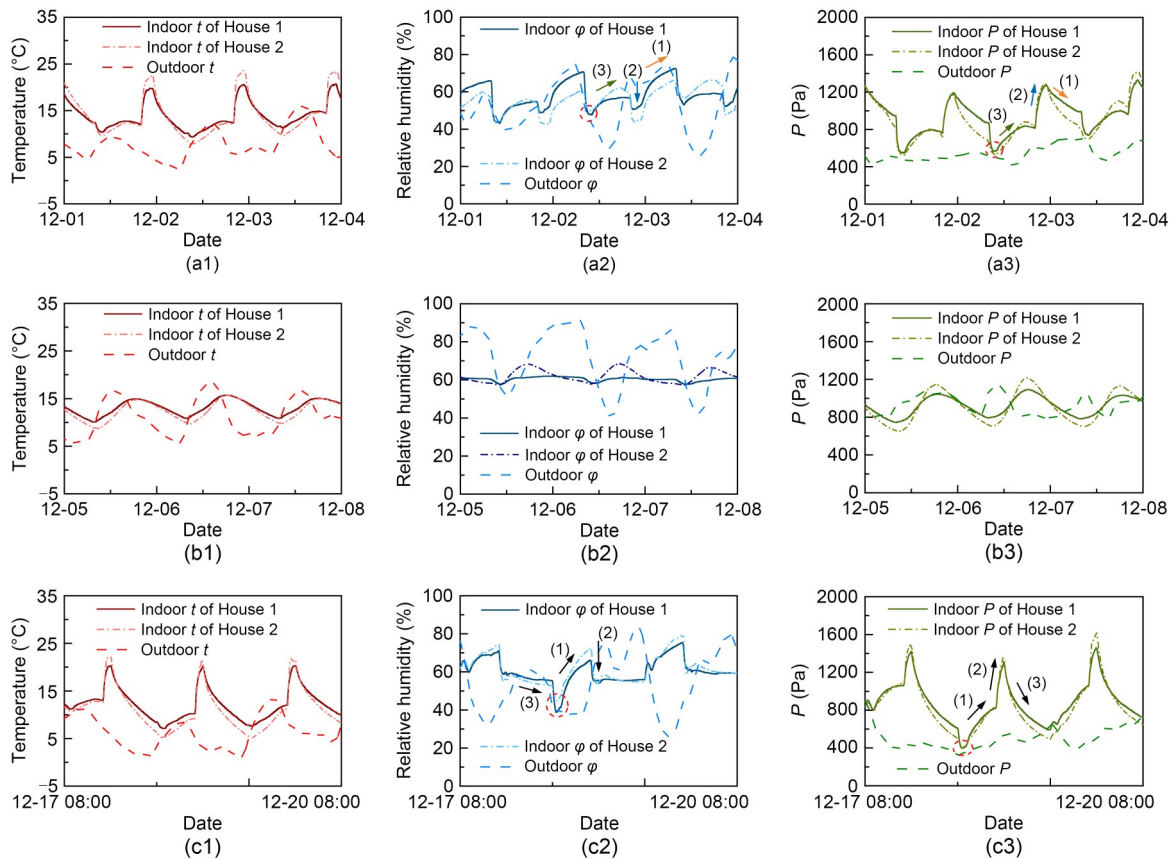 Temperature (°C)
35
25
15
5
−5
Indoor t of House 1
Indoor t of House 2
Outdoor t
12-01
12-02
12-03
12-04
Date
(a1)
Relative humidity (%)
100
80
60
40
20
0
Indoor φ of House 1
(1)
(2)
(3)
Indoor φ of House 2
Outdoor φ
12-01
12-02
12-03
12-04
Date
(a2)
P (Pa)
2000
1600
1200
800
400
0
Indoor P of House 1
Indoor P of House 2
Outdoor P
(1)
(2)
(3)
12-01
12-02
12-03
12-04
Date
(a3)
Temperature (°C)
35
25
15
5
−5
Indoor t of House 1
Indoor t of House 2
Outdoor t
12-05
12-06
12-07
12-08
Date
(b1)
Relative humidity (%)
100
80
60
40
20
0
Indoor φ of House 1
Indoor φ of House 2
Outdoor φ
12-05
12-06
12-07
12-08
Date
(b2)
P (Pa)
2000
1600
1200
800
400
0
Indoor P of House 1
Indoor P of House 2
Outdoor P
12-05
12-06
12-07
12-08
Date
(b3)
Temperature (°C)
35
25
15
5
−5
Indoor t of House 1
Indoor t of House 2
Outdoor t
12-17 08:00
12-20 08:00
Date
(c1)
Relative humidity (%)
100
80
60
40
20
0
Indoor φ of House 1
(1)
(2)
(3)
Indoor φ of House 2
Outdoor φ
12-17 08:00
12-20 08:00
Date
(c2)
P (Pa)
2000
1600
1200
800
400
0
Indoor P of House 1
Indoor P of House 2
(2)
(1)
(3)
Outdoor P
12-17 08:00
12-20 08:00
Date
(c3)